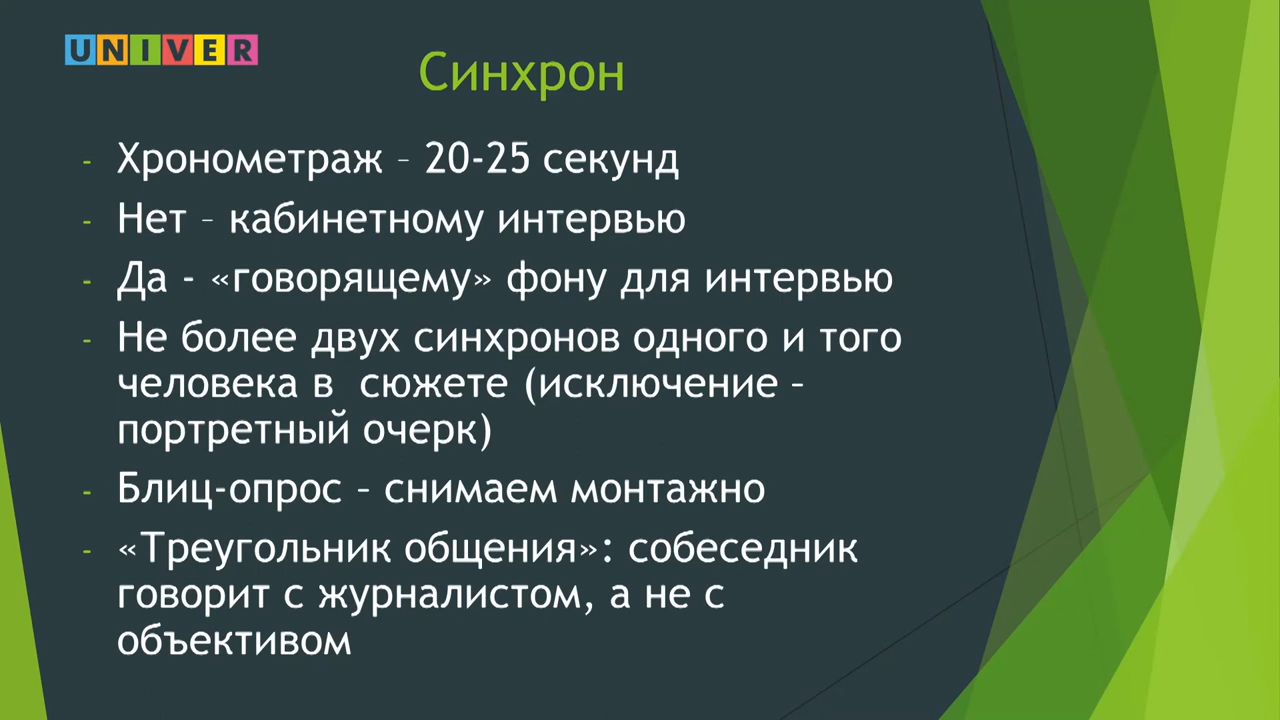 UNIVER
Синхрон
- Хронометраж – 20-25 секунд
- Нет – кабинетному интервью
- Да - «говорящему» фону для интервью
- Не более двух синхронов одного и того
человека в  сюжете (исключение –
портретный очерк)
- Блиц-опрос – снимаем монтажно
- «Треугольник общения»: собеседник
говорит с журналистом, а не с
объективом